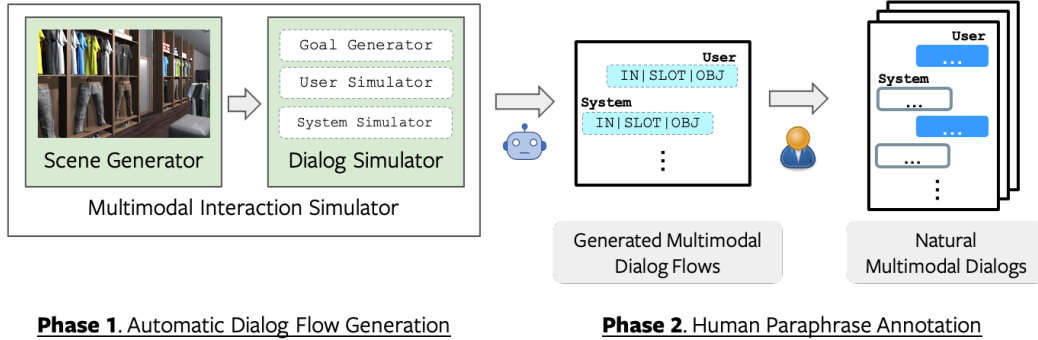 Goal Generator
User Simulator
System Simulator
Scene Generator
Dialog Simulator
Multimodal Interaction Simulator
User
IN|SLOT|OBJ
System
IN|SLOT|OBJ
⋮
Generated Multimodal
Dialog Flows
User
...
System
...
...
...
⋮
Natural
Multimodal Dialogs
Phase 1. Automatic Dialog Flow Generation
Phase 2. Human Paraphrase Annotation